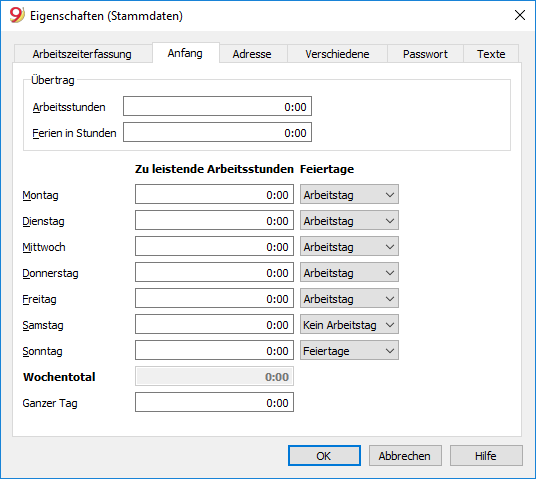 9 Eigenschaften (Stammdaten)
Arbeitszeiterfassung Anfang Adresse Verschiedene Passwort Texte
Übertrag
Arbeitsstunden 0:00
Ferien in Stunden 0:00
Zu leistende Arbeitsstunden Feiertage
Montag 0:00 Arbeitstag
Dienstag 0:00 Arbeitstag
Mittwoch 0:00 Arbeitstag
Donnerstag 0:00 Arbeitstag
Freitag 0:00 Arbeitstag
Samstag 0:00 Kein Arbeitstag
Sonntag 0:00 Feiertage
Wochentotal 0:00
Ganzer Tag 0:00
OK Abbrechen Hilfe